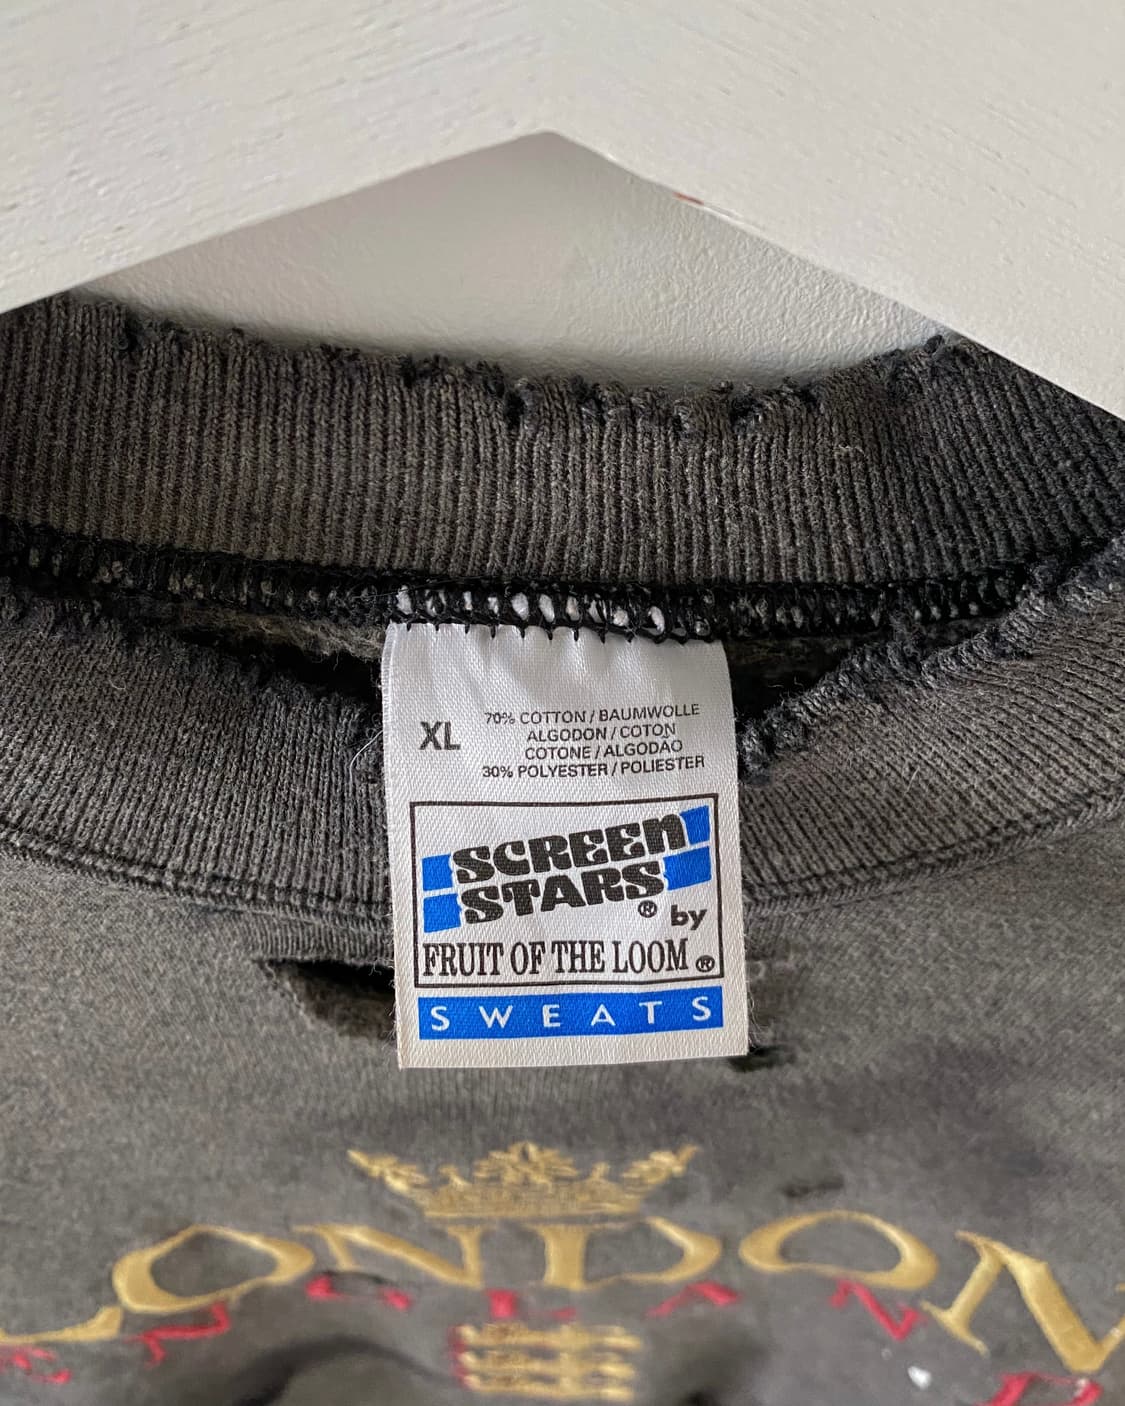 XL
70% COTTON / BAUMWOLLE
ALGODON / COTON
COTONE / ALGODÃO
30% POLYESTER / POLIESTER
SCREEN
STARS® by
FRUIT OF THE LOOM®
SWEATS
LONDON
ENGLAND